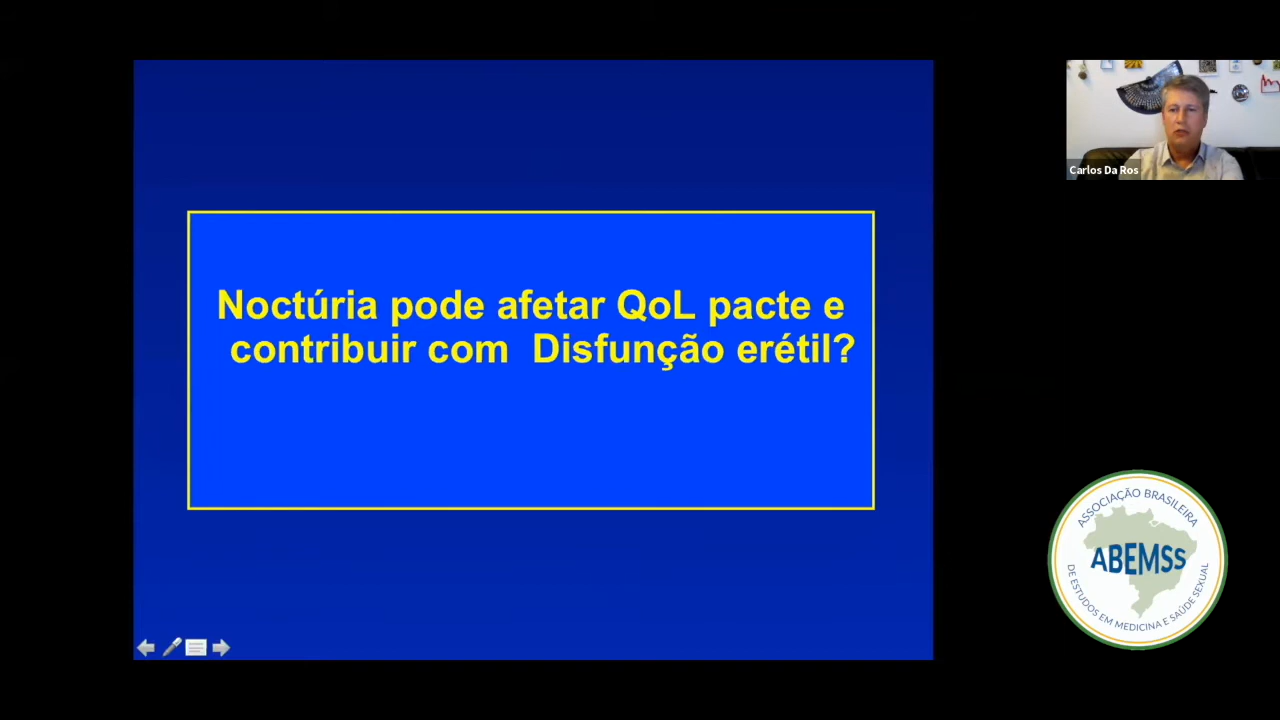 Noctúria pode afetar QoL pacte e
contribuir com Disfunção erétil?
Carlos Da Ros
ASSOCIAÇÃO BRASILEIRA
ABEMSS
DE ESTUDOS EM MEDICINA E SAÚDE SEXUAL